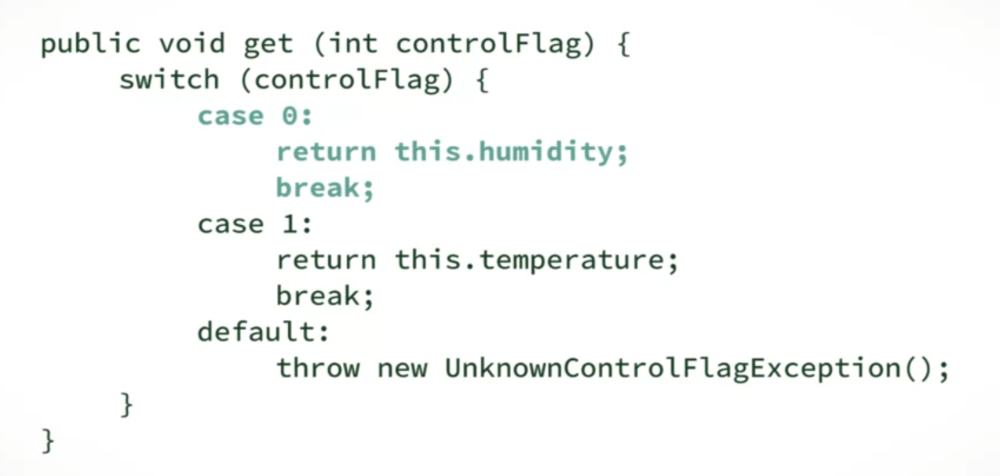 public void get (int controlFlag) {
switch (controlFlag) {
case 0:
return this.humidity;
break;
case 1:
return this.temperature;
break;
default:
throw new UnknownControlFlagException();
}
}